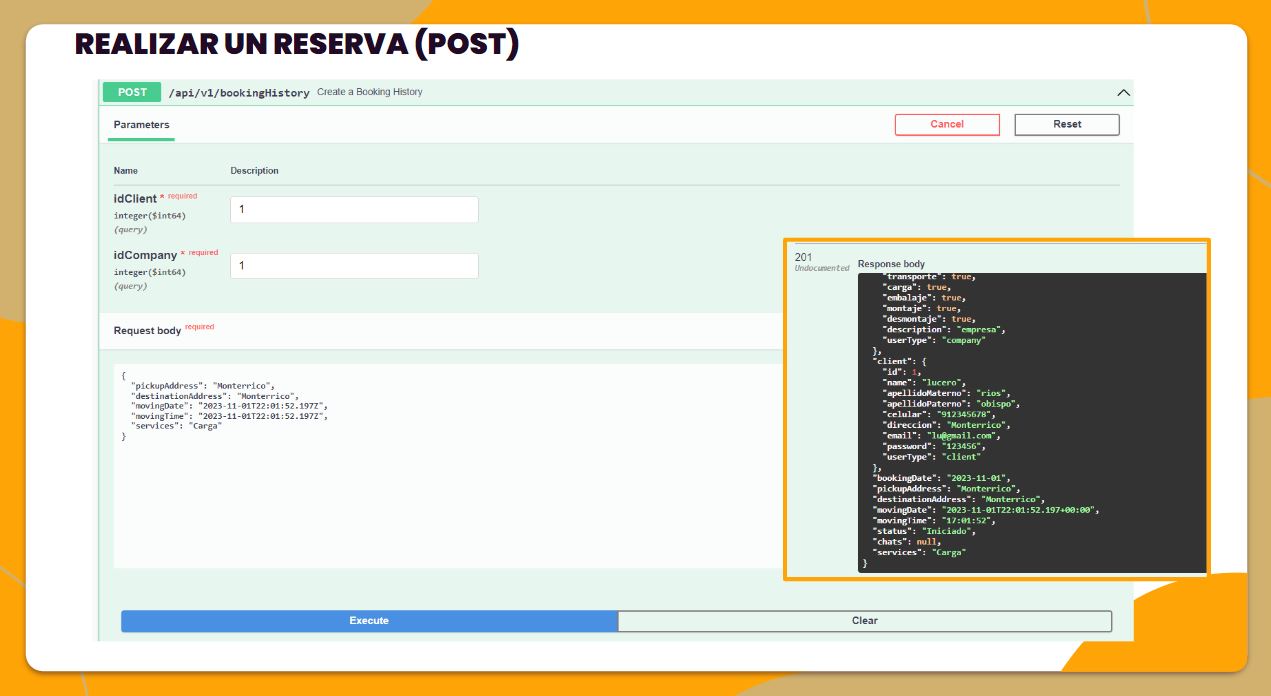 REALIZAR UN RESERVA (POST)
POST /api/v1/bookingHistory Create a Booking History
Parameters
Cancel
Reset
Name Description
idClient * required
integer($int64)
(query)
1
idCompany * required
integer($int64)
(query)
1
Request body required
{
"pickupAddress": "Monterrico",
"destinationAddress": "Monterrico",
"movingDate": "2023-11-01T22:01:52.197Z",
"movingTime": "2023-11-01T22:01:52.197Z",
"services": "Carga"
}
201
Undocumented
Response body
"transporte": true,
"carga": true,
"embalaje": true,
"montaje": true,
"desmontaje": true,
"description": "empresa",
"userType": "company"
},
"client": {
"id": 1,
"name": "lucero",
"apellidoMaterno": "rios",
"apellidoPaterno": "obispo",
"celular": "912345678",
"direccion": "Monterrico",
"email": "lu@gmail.com",
"password": "123456",
"userType": "client"
},
"bookingDate": "2023-11-01",
"pickupAddress": "Monterrico",
"destinationAddress": "Monterrico",
"movingDate": "2023-11-01T22:01:52.197+00:00",
"movingTime": "17:01:52",
"status": "Iniciado",
"chats": null,
"services": "Carga"
}
Execute
Clear